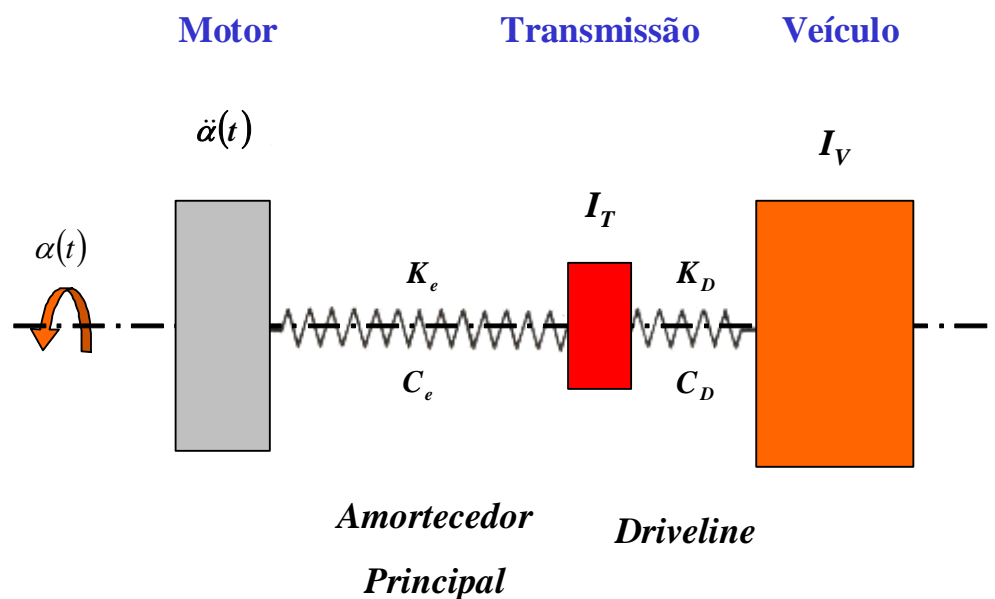 Motor Transmissão Veículo
α̈(t)
I_V
I_T
α(t)
K_e K_D
C_e C_D
Amortecedor
Driveline
Principal